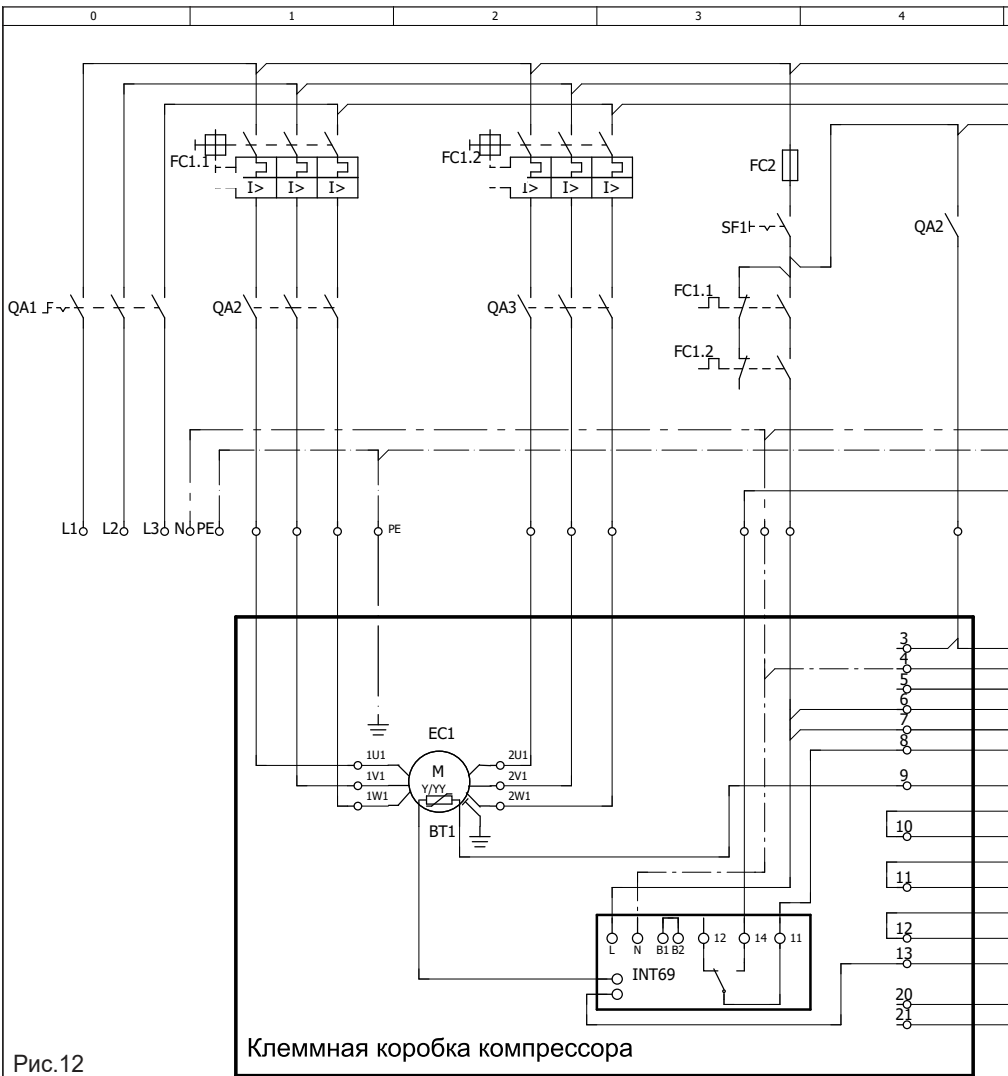 0 1 2 3 4
FC1.1 I> I> I>
FC1.2 I> I> I>
FC2
SF1
QA2
QA1
QA2
QA3
FC1.1
FC1.2
L1 L2 L3 N PE
PE
3
4
5
6
7
8
9
10
11
12
13
20
21
EC1
M
Y/YY
BT1
1U1
1V1
1W1
2U1
2V1
2W1
L N B1 B2 12 14 11
INT69
Клеммная коробка компрессора
Рис.12